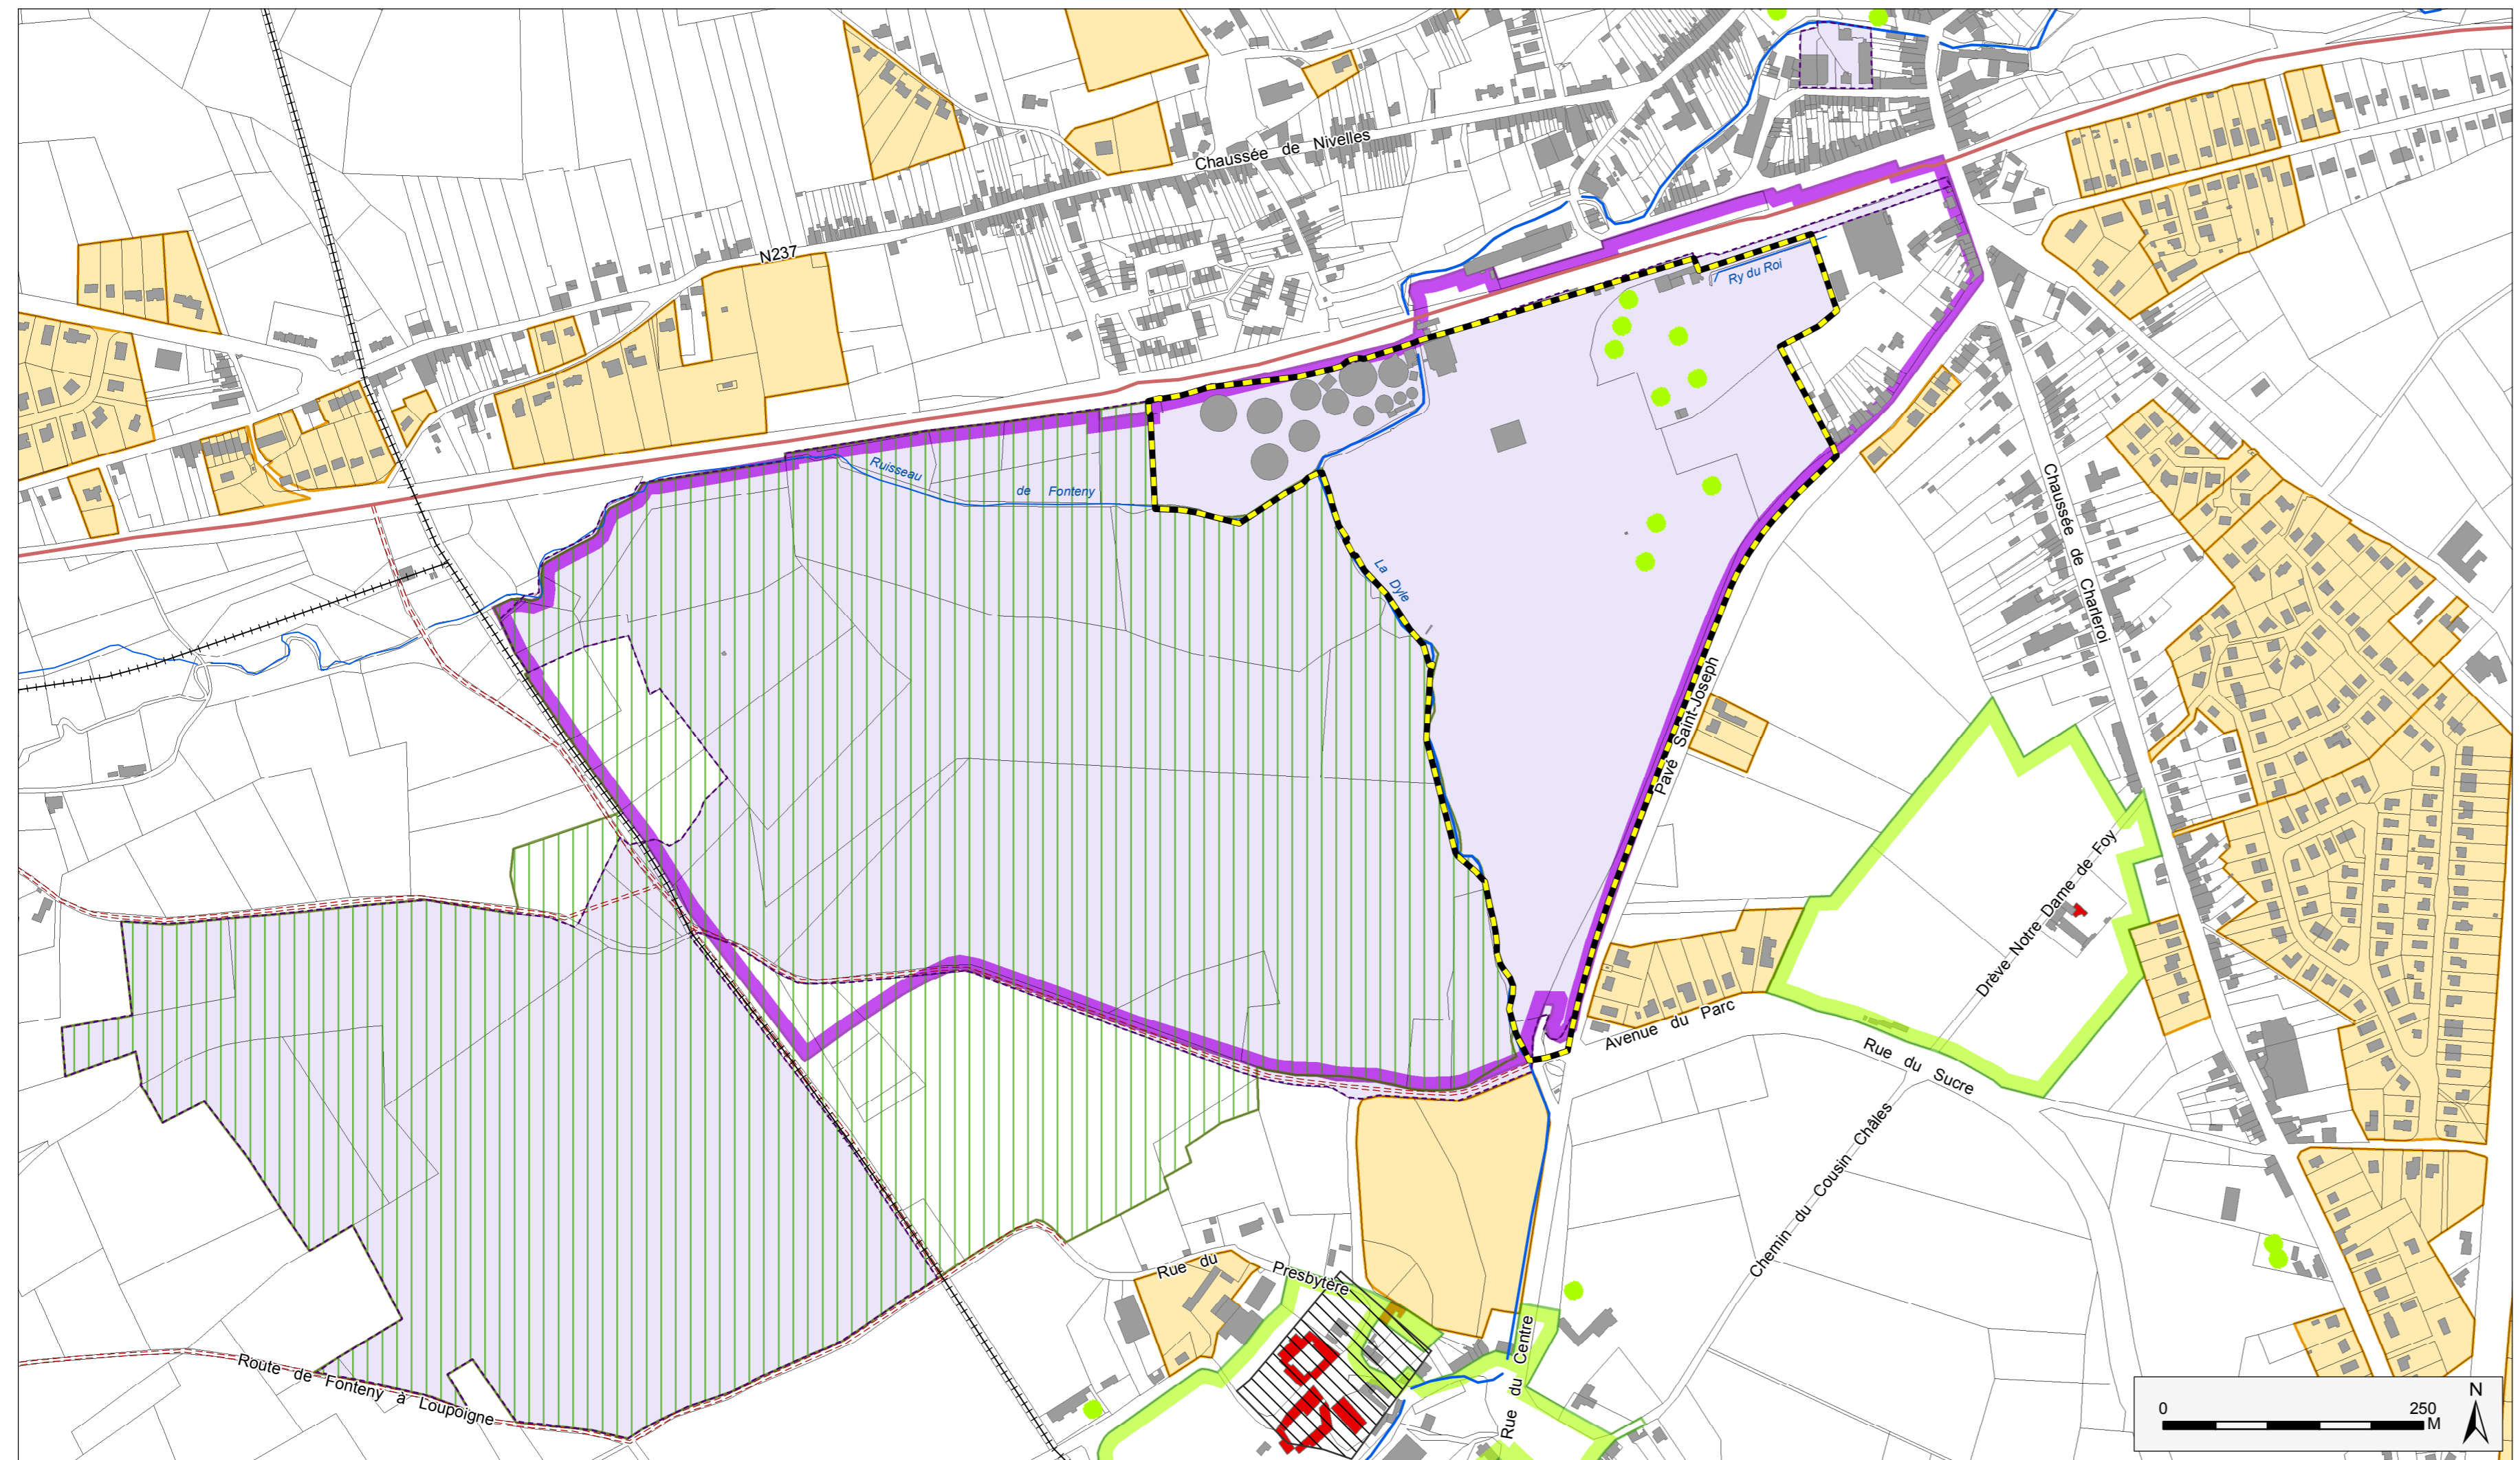 Chaussée de Nivelles
N237
Ry du Roi
Ruisseau
de Fonteny
La Dyle
Chaussée de Charleroi
Pavé Saint-Joseph
Drève Notre Dame de Foy
Avenue du Parc
Rue du Sucre
Chemin du Cousin Châles
Rue du
Presbytère
Rue du Centre
Route de Fonteny à Loupoigne
N
0 250
M